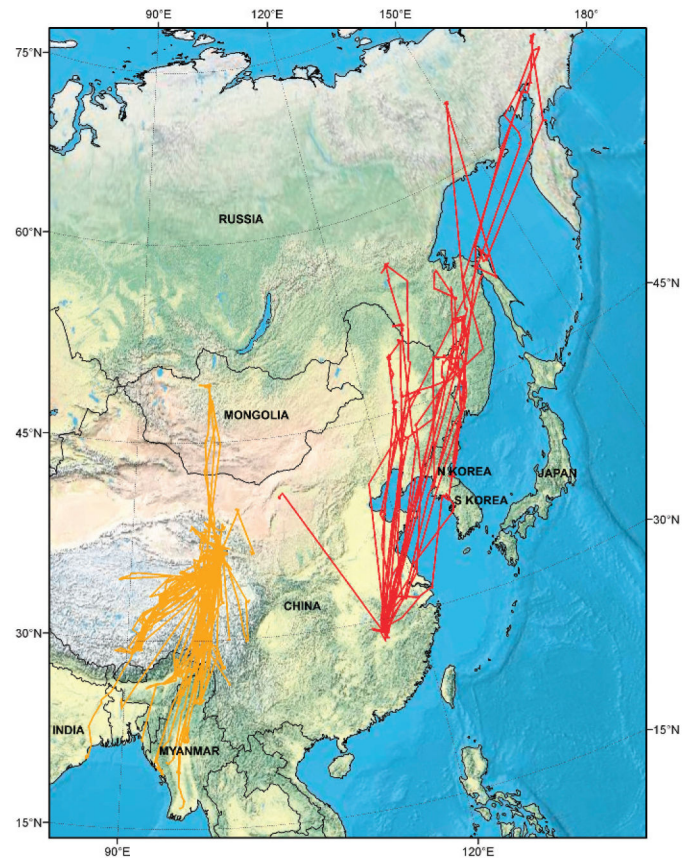 90°E 120°E 150°E 180°
75°N
RUSSIA
60°N
45°N
MONGOLIA
45°N
N KOREA
JAPAN
S KOREA
30°N
CHINA
30°N
INDIA
15°N
MYANMAR
15°N
90°E 120°E